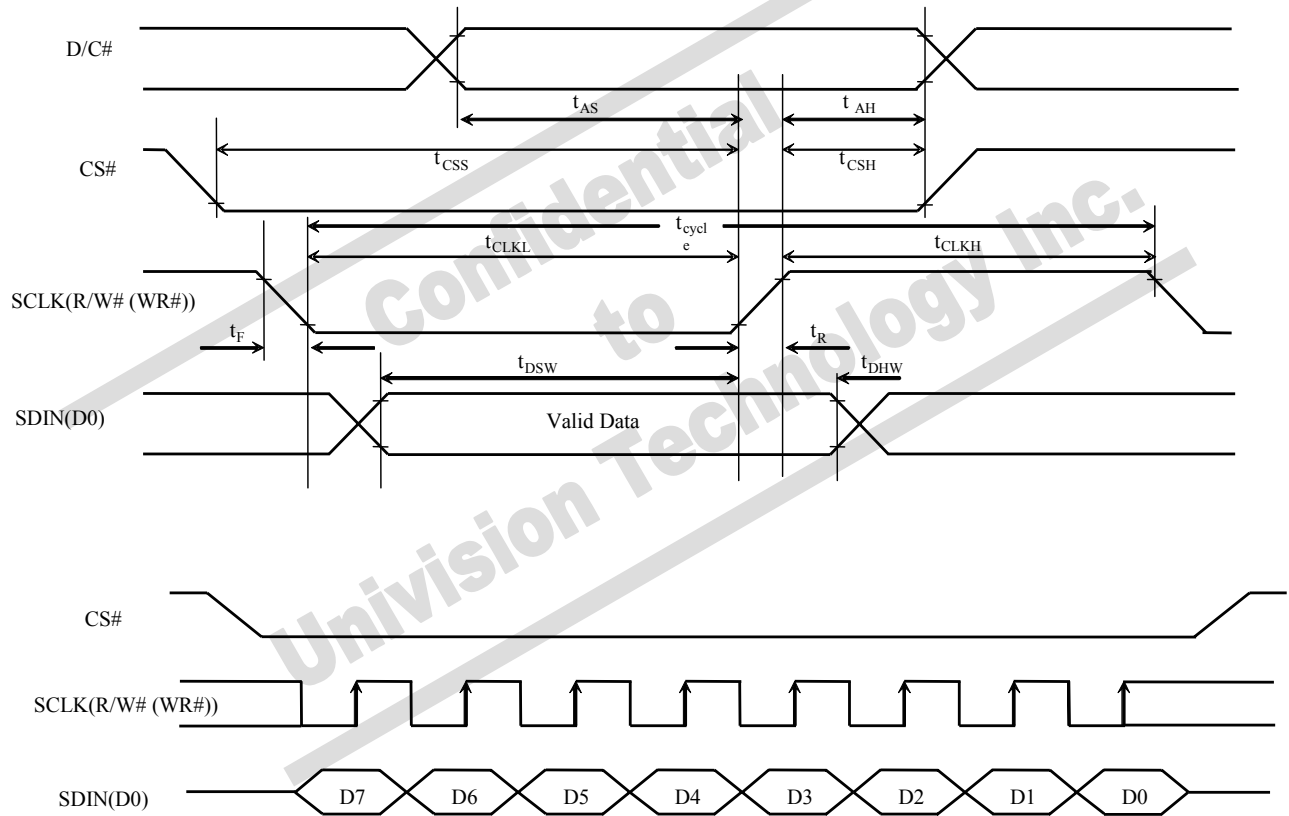 D/C#
t_AS
t_AH
CS#
t_CSS
t_CSH
t_cycl
e
t_CLKL
t_CLKH
SCLK(R/W# (WR#))
t_F
t_R
t_DSW
t_DHW
SDIN(D0)
Valid Data
CS#
SCLK(R/W# (WR#))
SDIN(D0)
D7 D6 D5 D4 D3 D2 D1 D0
Confidential
to
Univision Technology Inc.